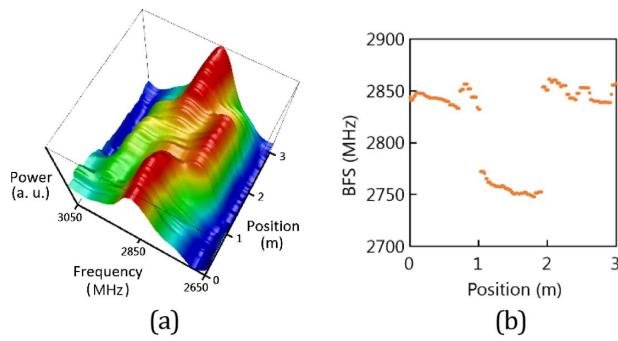 Power
(a. u.)
3050
2850
2650
Frequency
(MHz)
0
1
2
3
Position
(m)
(a)
2900
2850
2800
2750
2700
BFS (MHz)
0
1
2
3
Position (m)
(b)